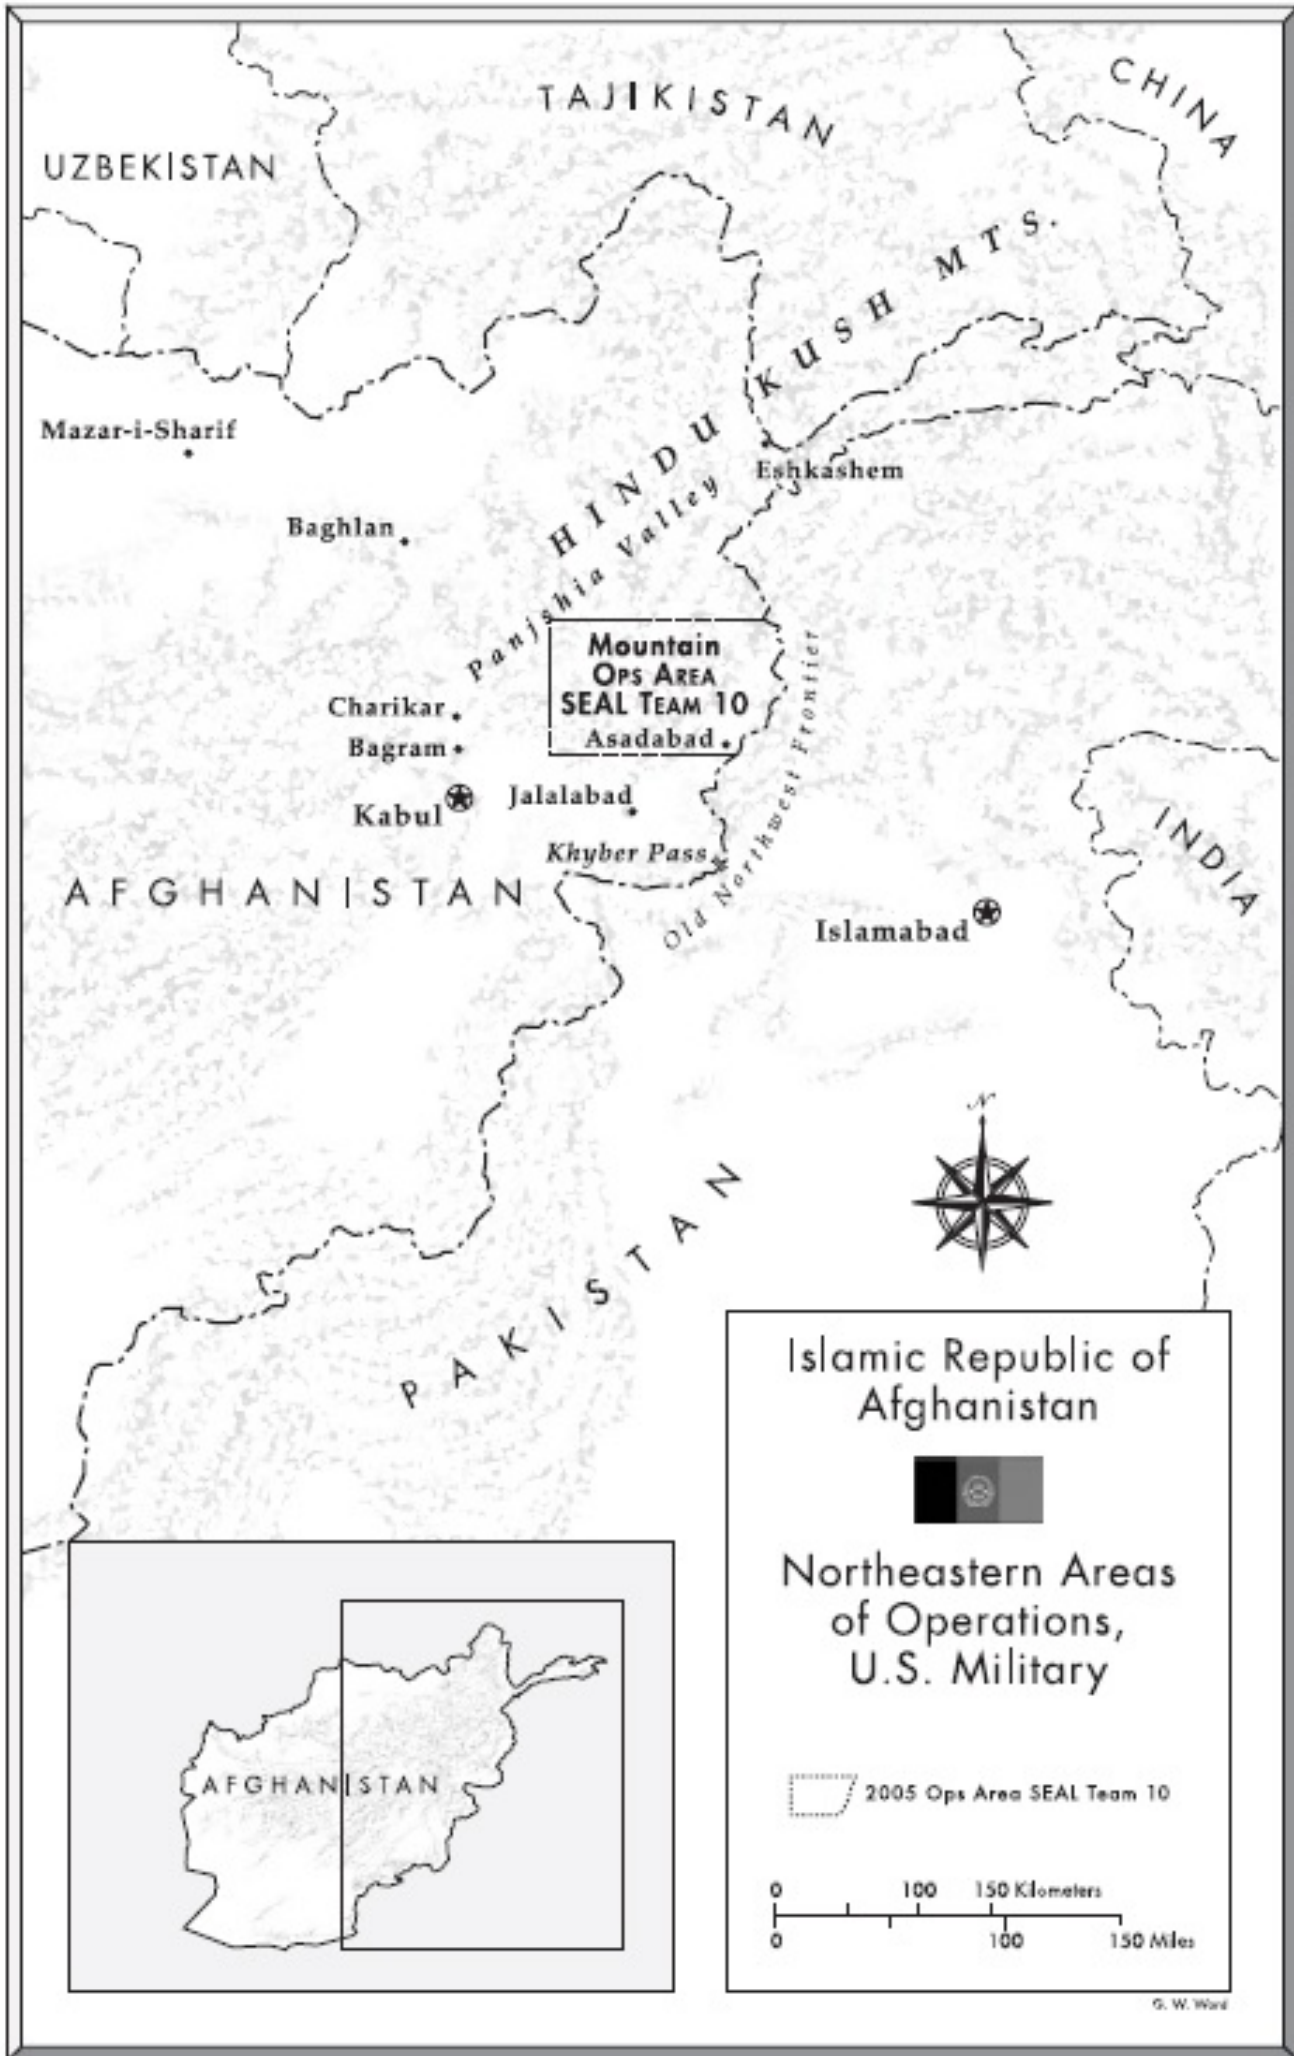 TAJIKISTAN
CHINA
UZBEKISTAN
HINDU KUSH MTS.
Mazar-i-Sharif
Eshkashem
Baghlan
Panjshia Valley
Mountain
Ops Area
SEAL Team 10
Asadabad
Old Northwest Frontier
Charikar
Bagram
Kabul
Jalalabad
Khyber Pass
INDIA
AFGHANISTAN
Islamabad
N
PAKISTAN
Islamic Republic of
Afghanistan
Northeastern Areas
of Operations,
U.S. Military
2005 Ops Area SEAL Team 10
0 100 150 Kilometers
0 100 150 Miles
AFGHANISTAN
G. W. Ward